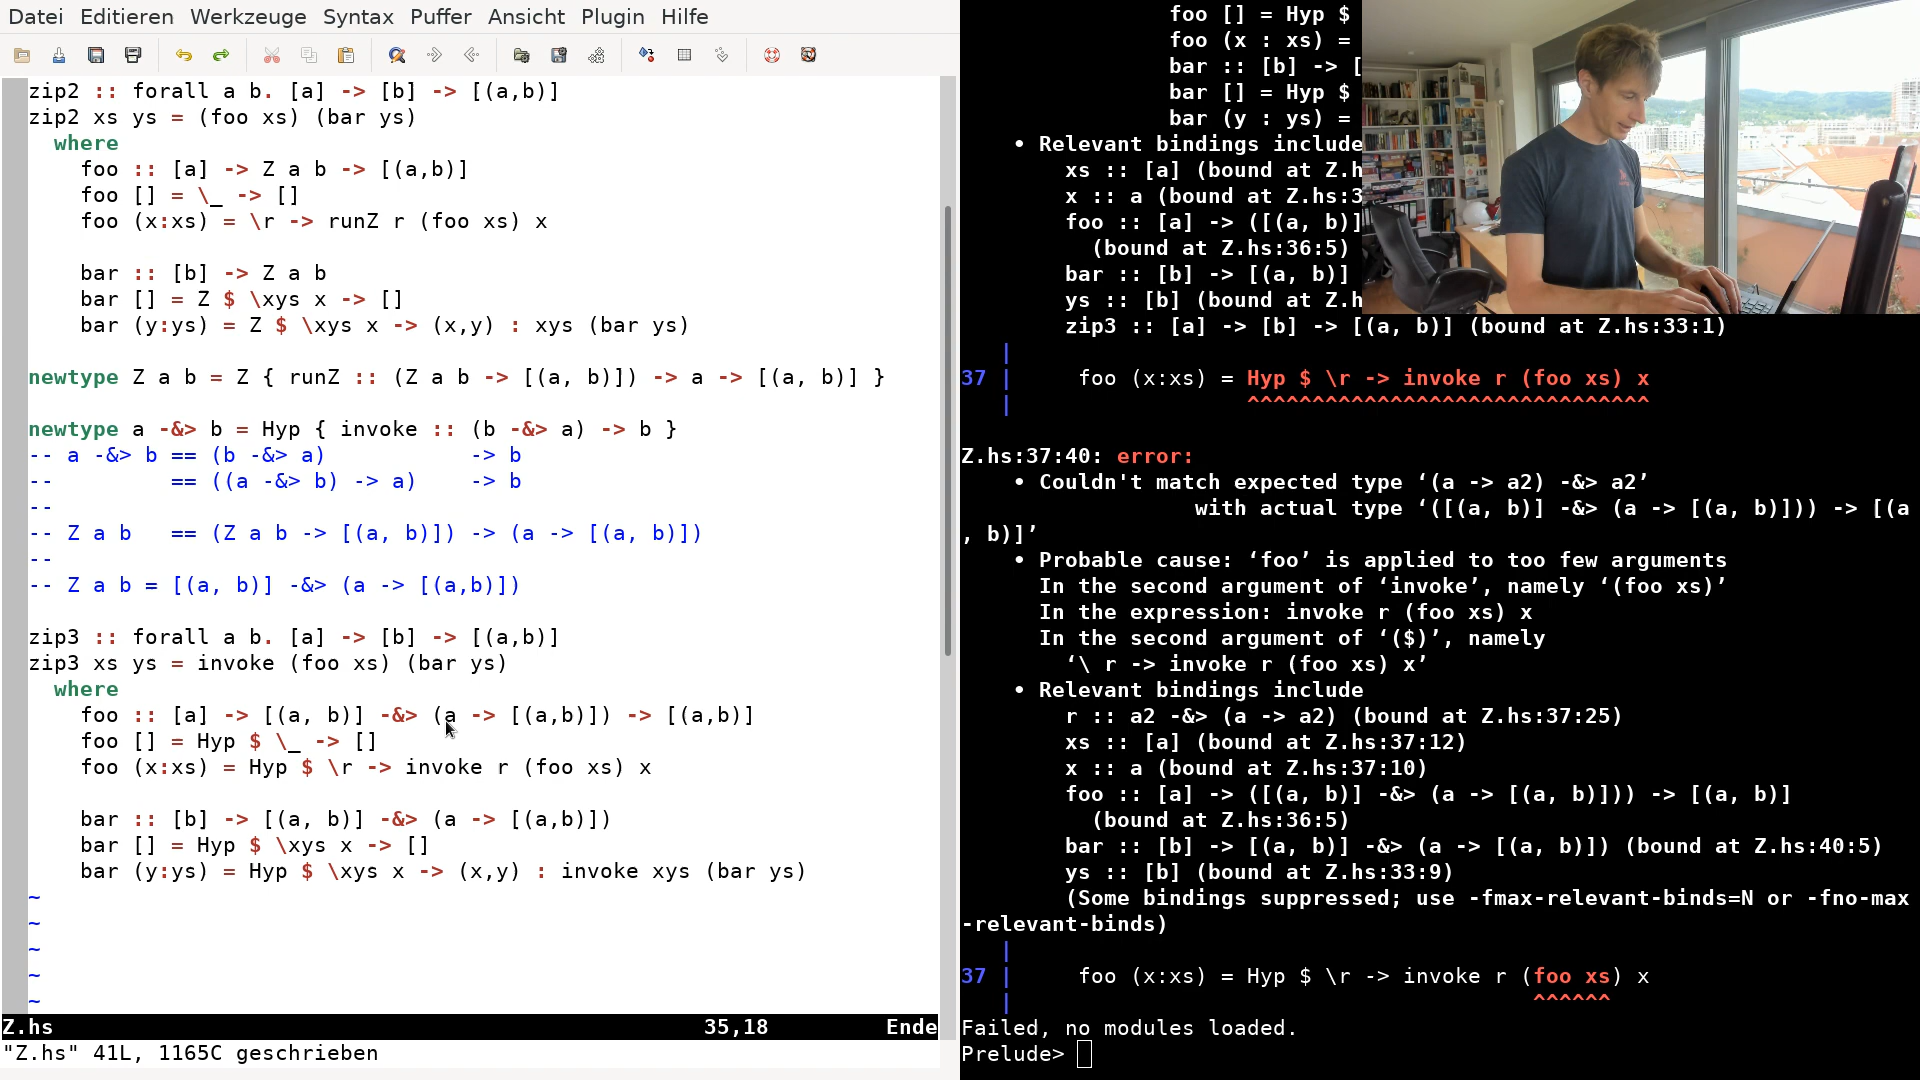 Datei Editieren Werkzeuge Syntax Puffer Ansicht Plugin Hilfe
zip2 :: forall a b. [a] -> [b] -> [(a,b)]
zip2 xs ys = (foo xs) (bar ys)
  where
    foo :: [a] -> Z a b -> [(a,b)]
    foo [] = \_ -> []
    foo (x:xs) = \r -> runZ r (foo xs) x

    bar :: [b] -> Z a b
    bar [] = Z $ \xys x -> []
    bar (y:ys) = Z $ \xys x -> (x,y) : xys (bar ys)

newtype Z a b = Z { runZ :: (Z a b -> [(a, b)]) -> a -> [(a, b)] }

newtype a -&> b = Hyp { invoke :: (b -&> a) -> b }
-- a -&> b == (b -&> a)           -> b
--         == ((a -&> b) -> a)    -> b
--
-- Z a b   == (Z a b -> [(a, b)]) -> (a -> [(a, b)])
--
-- Z a b = [(a, b)] -&> (a -> [(a,b)])

zip3 :: forall a b. [a] -> [b] -> [(a,b)]
zip3 xs ys = invoke (foo xs) (bar ys)
  where
    foo :: [a] -> [(a, b)] -&> (a -> [(a,b)]) -> [(a,b)]
    foo [] = Hyp $ \_ -> []
    foo (x:xs) = Hyp $ \r -> invoke r (foo xs) x

    bar :: [b] -> [(a, b)] -&> (a -> [(a,b)])
    bar [] = Hyp $ \xys x -> []
    bar (y:ys) = Hyp $ \xys x -> (x,y) : invoke xys (bar ys)
~
~
~
~
~
Z.hs 35,18 Ende
"Z.hs" 41L, 1165C geschrieben
foo [] = Hyp $
foo (x : xs) =
bar :: [b] -> [
bar [] = Hyp $
bar (y : ys) =
• Relevant bindings include
xs :: [a] (bound at Z.h
x :: a (bound at Z.hs:3
foo :: [a] -> ([(a, b)]
(bound at Z.hs:36:5)
bar :: [b] -> [(a, b)]
ys :: [b] (bound at Z.h
zip3 :: [a] -> [b] -> [(a, b)] (bound at Z.hs:33:1)
|
37 |     foo (x:xs) = Hyp $ \r -> invoke r (foo xs) x
|                  ^^^^^^^^^^^^^^^^^^^^^^^^^^^^^^^

Z.hs:37:40: error:
• Couldn't match expected type ‘(a -> a2) -&> a2’
with actual type ‘([(a, b)] -&> (a -> [(a, b)])) -> [(a
, b)]’
• Probable cause: ‘foo’ is applied to too few arguments
In the second argument of ‘invoke’, namely ‘(foo xs)’
In the expression: invoke r (foo xs) x
In the second argument of ‘($)’, namely
‘\ r -> invoke r (foo xs) x’
• Relevant bindings include
r :: a2 -&> (a -> a2) (bound at Z.hs:37:25)
xs :: [a] (bound at Z.hs:37:12)
x :: a (bound at Z.hs:37:10)
foo :: [a] -> ([(a, b)] -&> (a -> [(a, b)])) -> [(a, b)]
(bound at Z.hs:36:5)
bar :: [b] -> [(a, b)] -&> (a -> [(a, b)]) (bound at Z.hs:40:5)
ys :: [b] (bound at Z.hs:33:9)
(Some bindings suppressed; use -fmax-relevant-binds=N or -fno-max
-relevant-binds)
|
37 |     foo (x:xs) = Hyp $ \r -> invoke r (foo xs) x
|                                        ^^^^^^
Failed, no modules loaded.
Prelude>